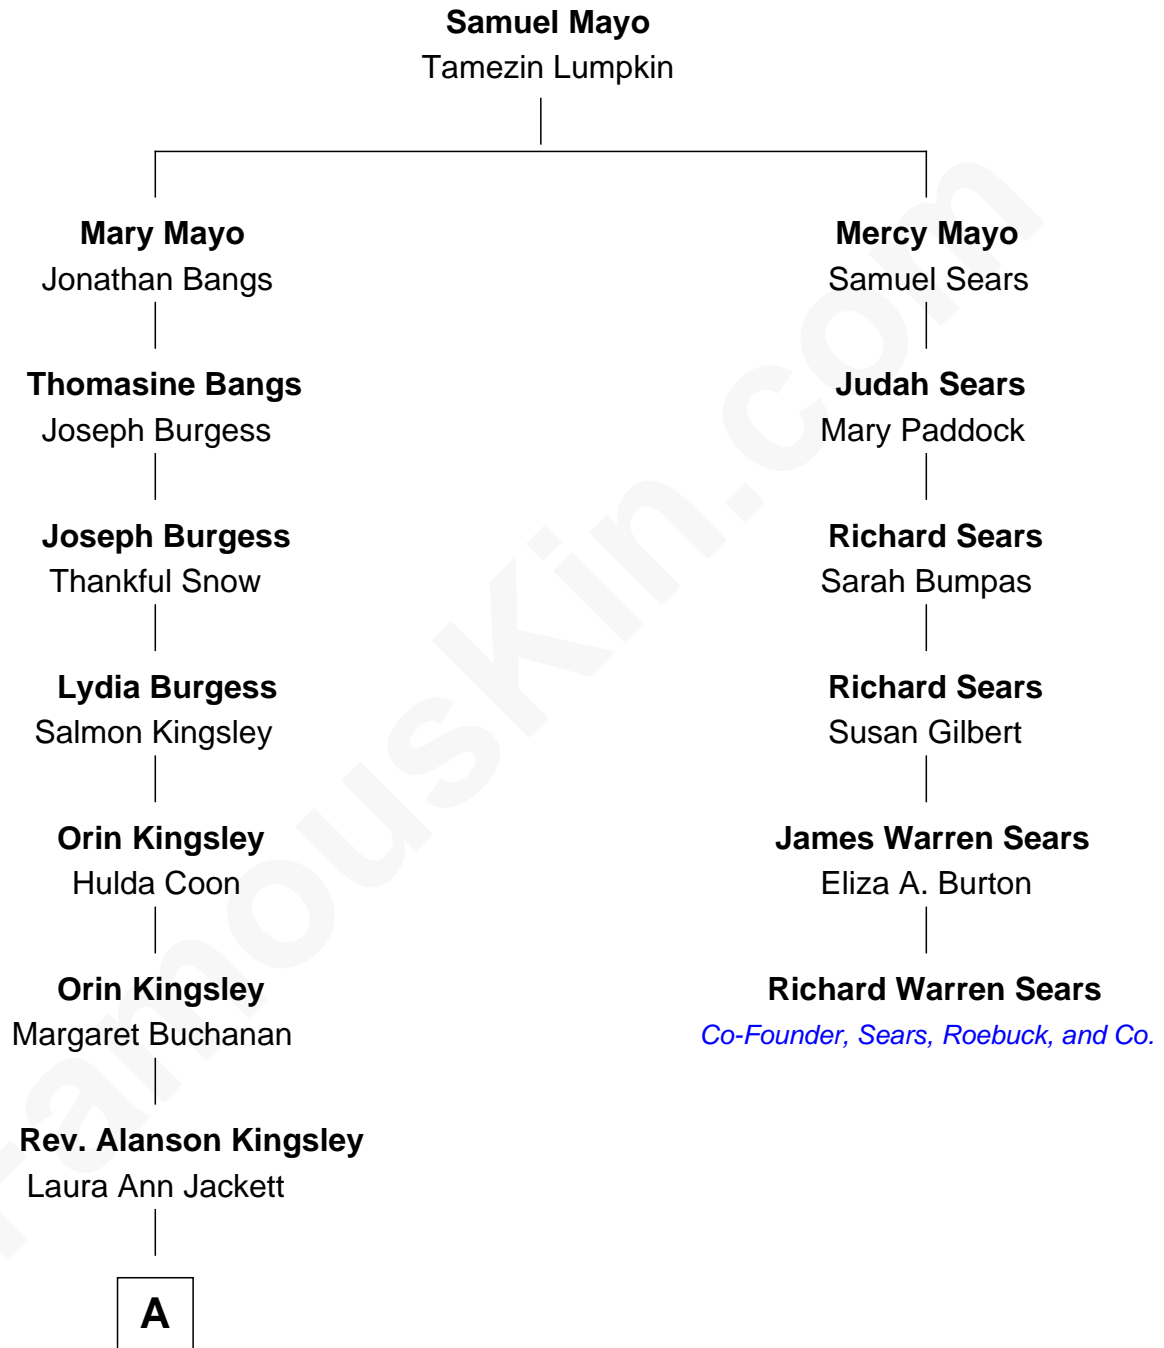 Samuel Mayo
Tamezin Lumpkin
Mary Mayo
Jonathan Bangs
Mercy Mayo
Samuel Sears
Thomasine Bangs
Joseph Burgess
Judah Sears
Mary Paddock
Joseph Burgess
Thankful Snow
Richard Sears
Sarah Bumpas
Lydia Burgess
Salmon Kingsley
Richard Sears
Susan Gilbert
Orin Kingsley
Hulda Coon
James Warren Sears
Eliza A. Burton
Orin Kingsley
Margaret Buchanan
Richard Warren Sears
Co-Founder, Sears, Roebuck, and Co.
Rev. Alanson Kingsley
Laura Ann Jackett
A
FamousKin.com